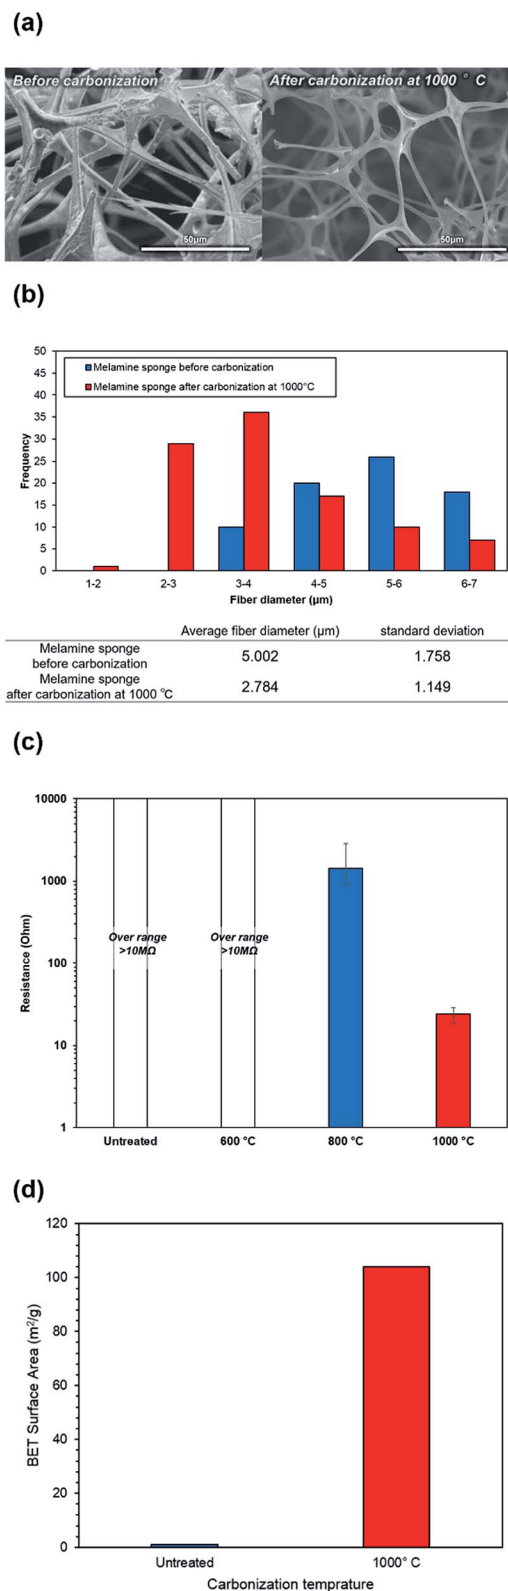 (a)
Before carbonization
After carbonization at 1000 ° C
50μm
50μm
(b)
50
45
40
35
30
25
20
15
10
5
0
Frequency
Melamine sponge before carbonization
Melamine sponge after carbonization at 1000°C
1-2 2-3 3-4 4-5 5-6 6-7
Fiber diameter (μm)
Average fiber diameter (μm) standard deviation
Melamine sponge
before carbonization
5.002 1.758
Melamine sponge
after carbonization at 1000 ℃
2.784 1.149
(c)
10000
1000
100
10
1
Resistance (Ohm)
Over range
>10MΩ
Over range
>10MΩ
Untreated 600 °C 800 °C 1000 °C
(d)
120
100
80
60
40
20
0
BET Surface Area (m²/g)
Untreated 1000° C
Carbonization temprature